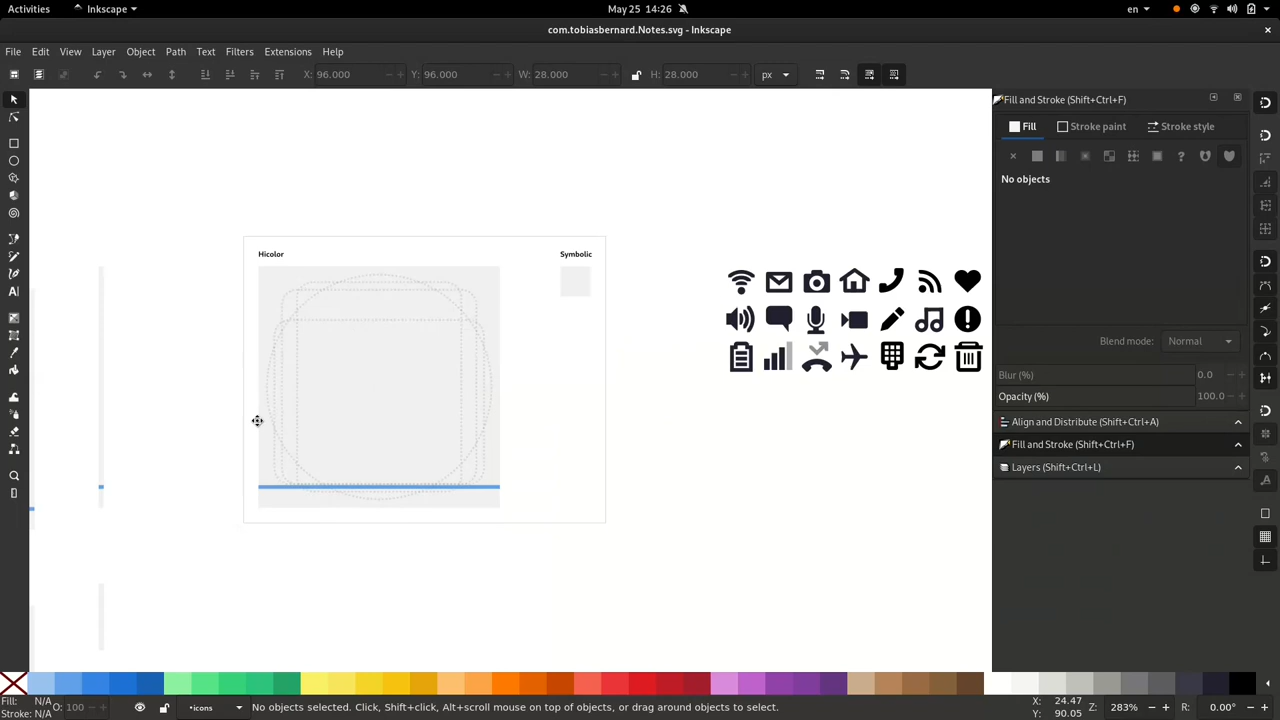 Activities Inkscape May 25 14:26 en
com.tobiasbernard.Notes.svg - Inkscape
File Edit View Layer Object Path Text Filters Extensions Help
X: 96.000 - + Y: 96.000 - + W: 28.000 - + H: 28.000 - + px
Fill and Stroke (Shift+Ctrl+F)
Fill Stroke paint Stroke style
No objects
Hicolor Symbolic
Blend mode: Normal
Blur (%) 0.0 - +
Opacity (%) 100.0 - +
Align and Distribute (Shift+Ctrl+A)
Fill and Stroke (Shift+Ctrl+F)
Layers (Shift+Ctrl+L)
Fill: N/A
Stroke: N/A
O: 100 - +
•icons
No objects selected. Click, Shift+click, Alt+scroll mouse on top of objects, or drag around objects to select.
X: 24.47
Y: 90.05
Z: 283% - + R: 0.00° - +